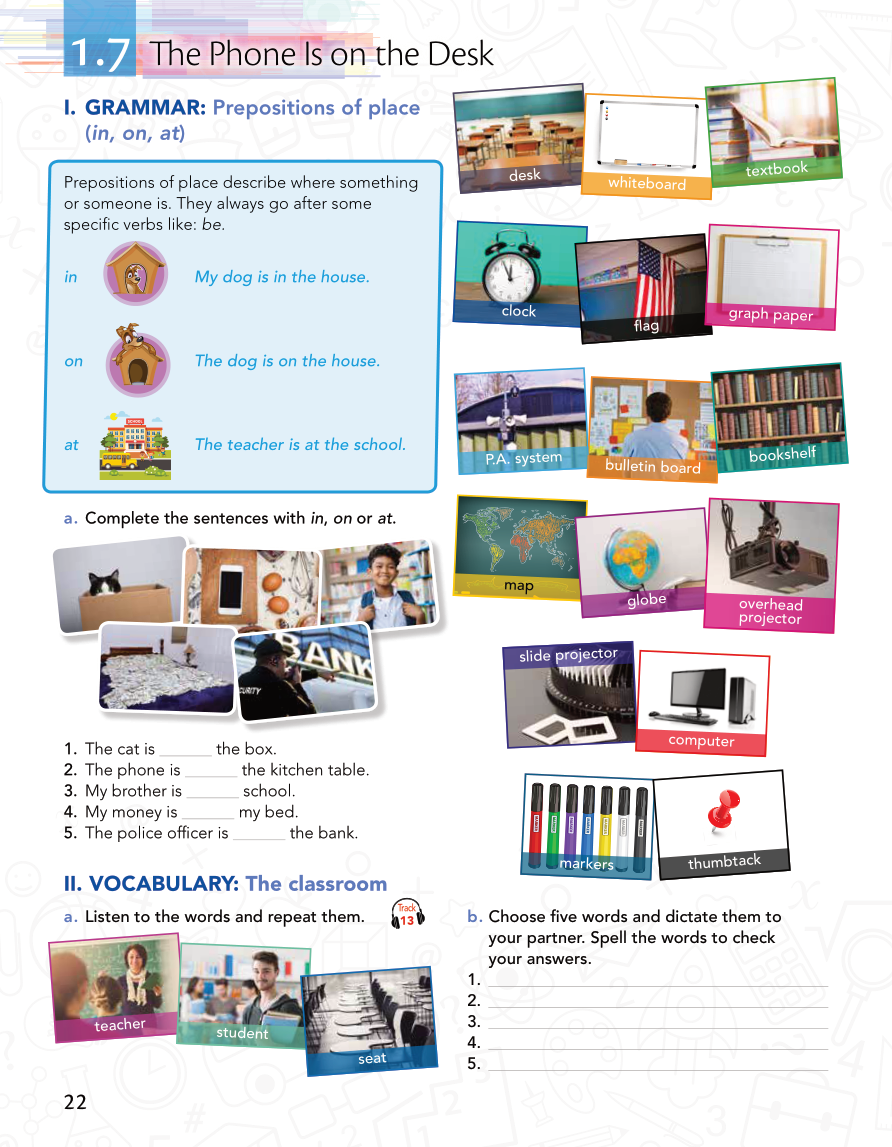 1.7 The Phone Is on the Desk
I. GRAMMAR: Prepositions of place
(in, on, at)
Prepositions of place describe where something
or someone is. They always go after some
specific verbs like: be.
in My dog is in the house.
on The dog is on the house.
SCHOOL
at The teacher is at the school.
a. Complete the sentences with in, on or at.
BANK
CURITY
1. The cat is ______ the box.
2. The phone is ______ the kitchen table.
3. My brother is ______ school.
4. My money is ______ my bed.
5. The police officer is ______ the bank.
II. VOCABULARY: The classroom
a. Listen to the words and repeat them.
Track
13
teacher
student
seat
desk
whiteboard
textbook
clock
flag
graph paper
P.A. system
bulletin board
bookshelf
map
globe
overhead
projector
slide projector
computer
markers
thumbtack
b. Choose five words and dictate them to
your partner. Spell the words to check
your answers.
1.
2.
3.
4.
5.
22